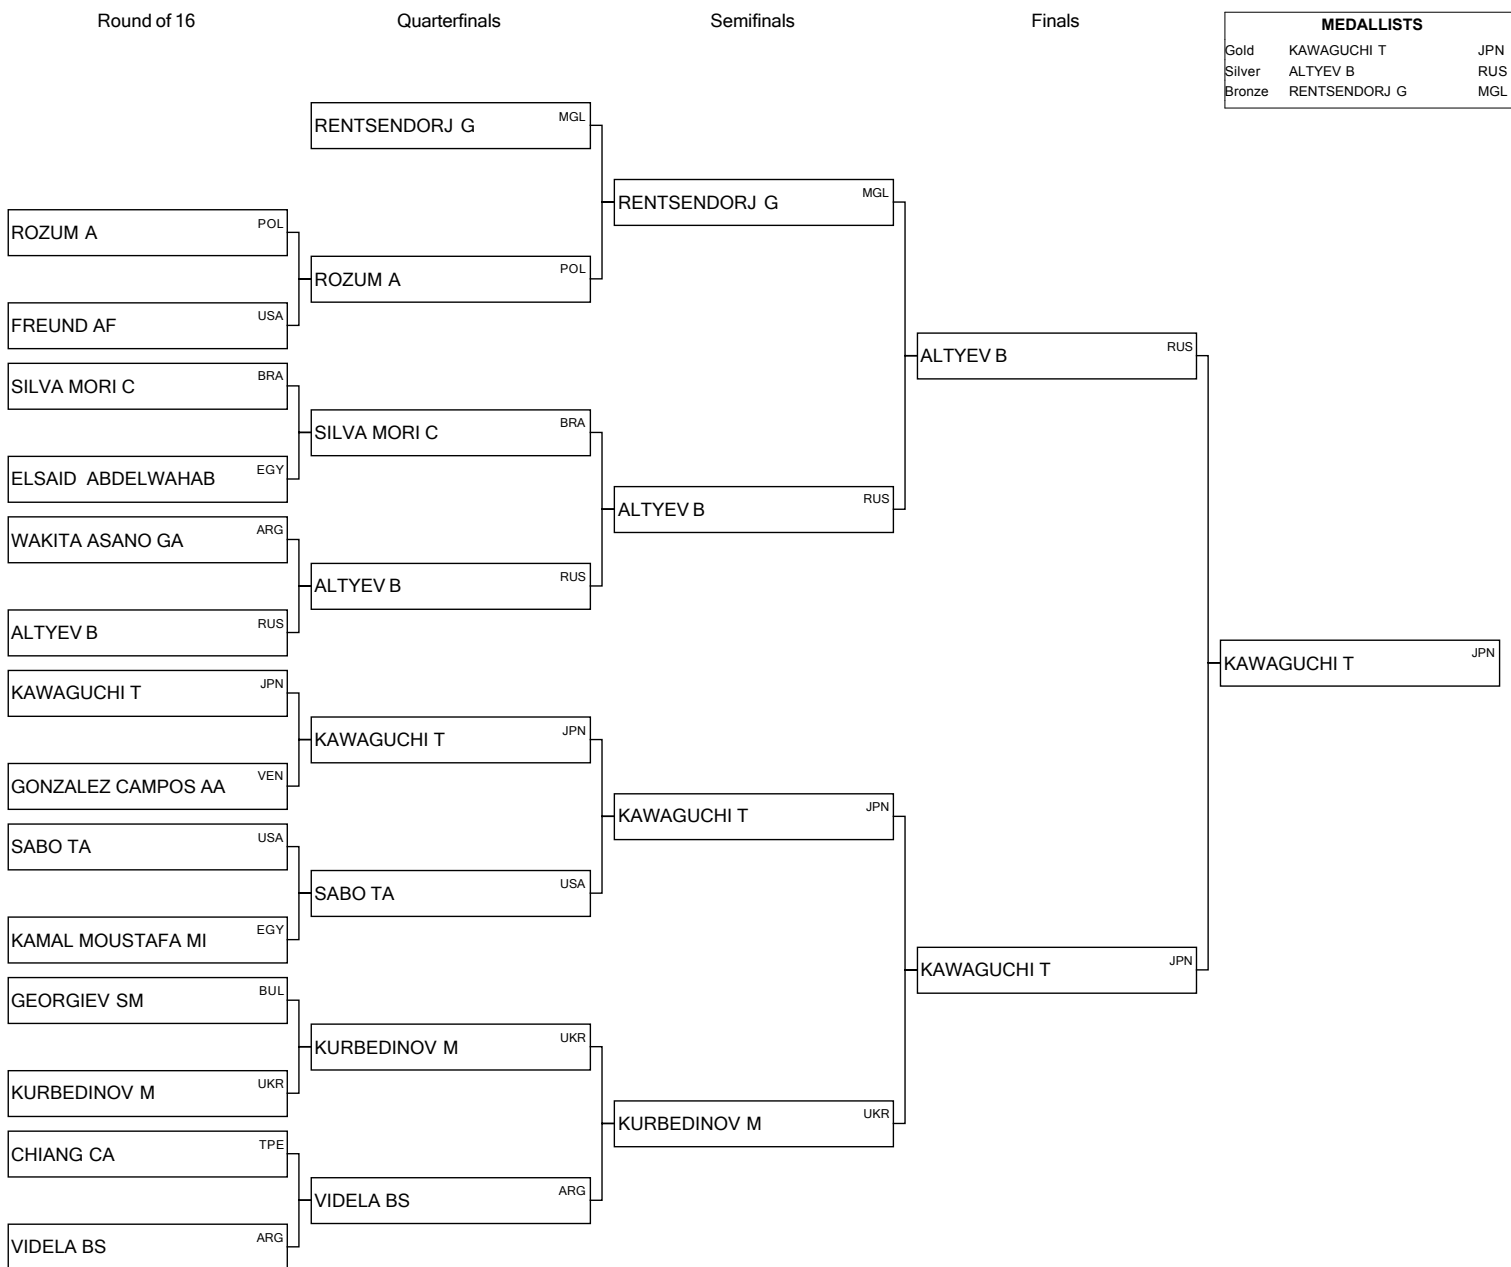 Round of 16 Quarterfinals Semifinals Finals
MEDALLISTS
Gold KAWAGUCHI T JPN
Silver ALTYEV B RUS
Bronze RENTSENDORJ G MGL
RENTSENDORJ G MGL
RENTSENDORJ G MGL
ROZUM A POL
ROZUM A POL
FREUND AF USA
ALTYEV B RUS
SILVA MORI C BRA
SILVA MORI C BRA
ELSAID ABDELWAHAB EGY
ALTYEV B RUS
WAKITA ASANO GA ARG
ALTYEV B RUS
ALTYEV B RUS
KAWAGUCHI T JPN
KAWAGUCHI T JPN
KAWAGUCHI T JPN
GONZALEZ CAMPOS AA VEN
KAWAGUCHI T JPN
SABO TA USA
SABO TA USA
KAMAL MOUSTAFA MI EGY
KAWAGUCHI T JPN
GEORGIEV SM BUL
KURBEDINOV M UKR
KURBEDINOV M UKR
KURBEDINOV M UKR
CHIANG CA TPE
VIDELA BS ARG
VIDELA BS ARG